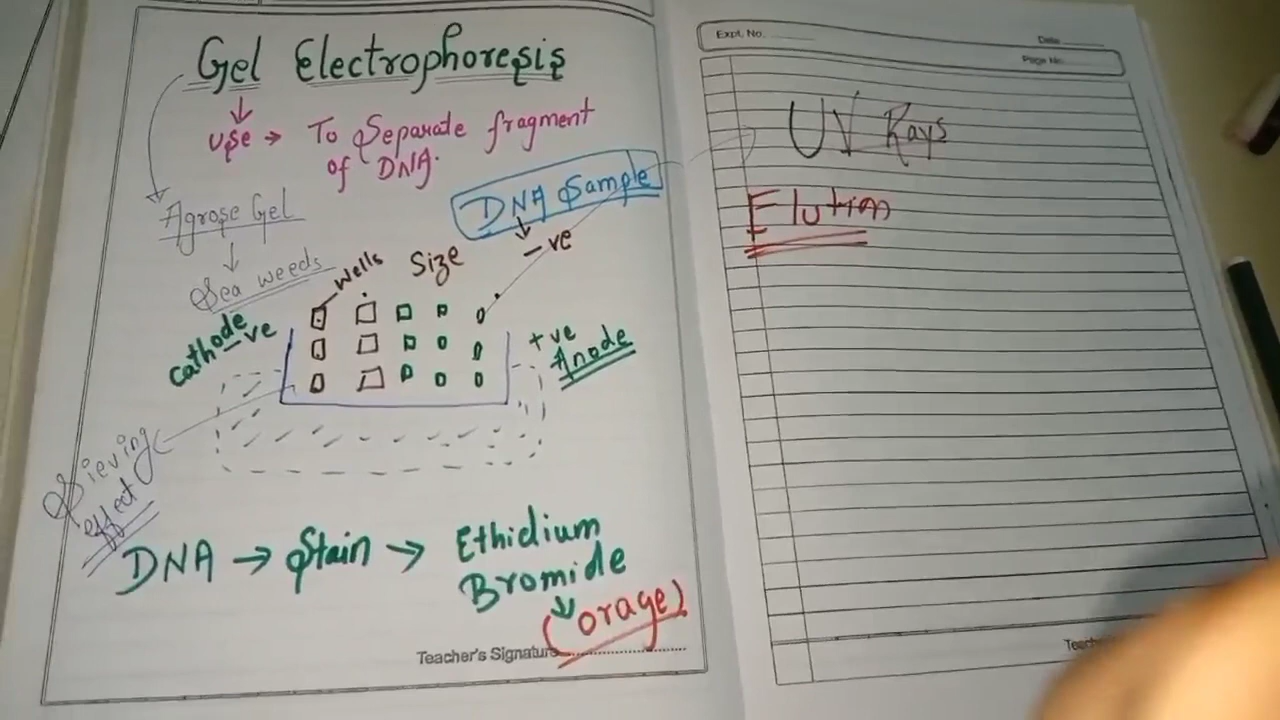 Gel Electrophoresis
use → To Separate fragment
of DNA.
Agrose Gel
DNA Sample
-ve
Sea weeds
Wells
Size
Cathode
-ve
+ve
Anode
Sieving
effect
DNA → Stain → Ethidium
Bromide
(orage)
Teacher's Signature
Expt. No.
Date
Page No.
UV Rays
Elution